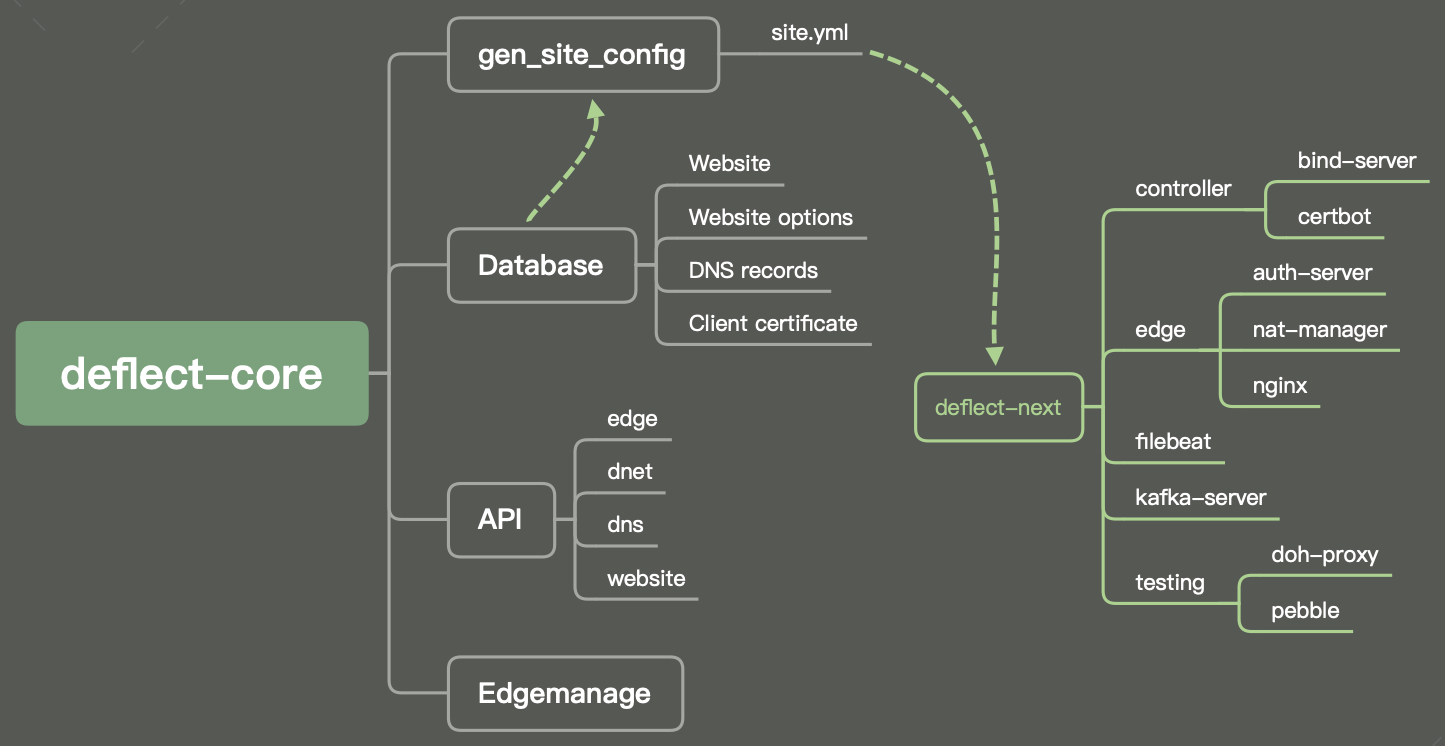 deflect-core
gen_site_config
site.yml
Database
Website
Website options
DNS records
Client certificate
API
edge
dnet
dns
website
Edgemanage
deflect-next
controller
bind-server
certbot
edge
auth-server
nat-manager
nginx
filebeat
kafka-server
testing
doh-proxy
pebble